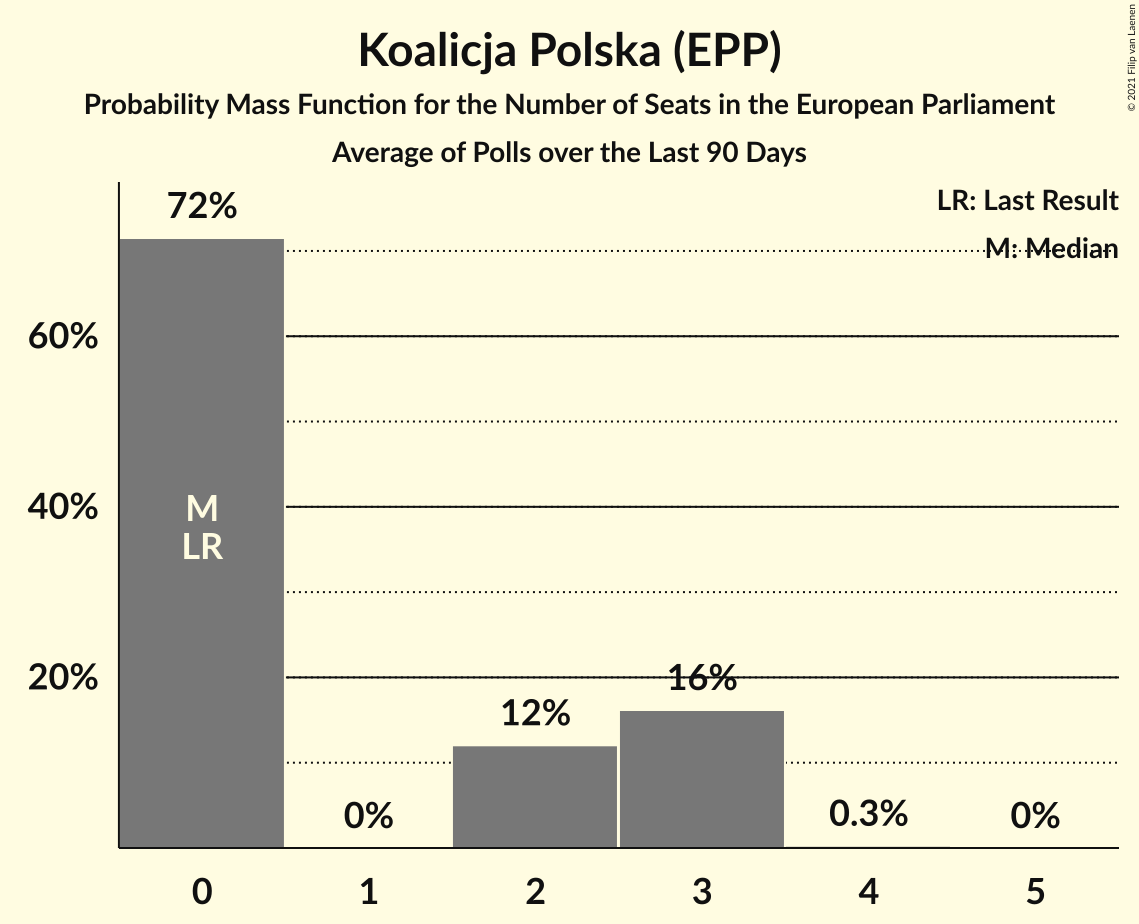 Koalicja Polska (EPP)
Probability Mass Function for the Number of Seats in the European Parliament
Average of Polls over the Last 90 Days
© 2021 Filip van Laenen
LR: Last Result
M: Median
72%
60%
40%
20%
M
LR
0%
12%
16%
0.3%
0%
0 1 2 3 4 5